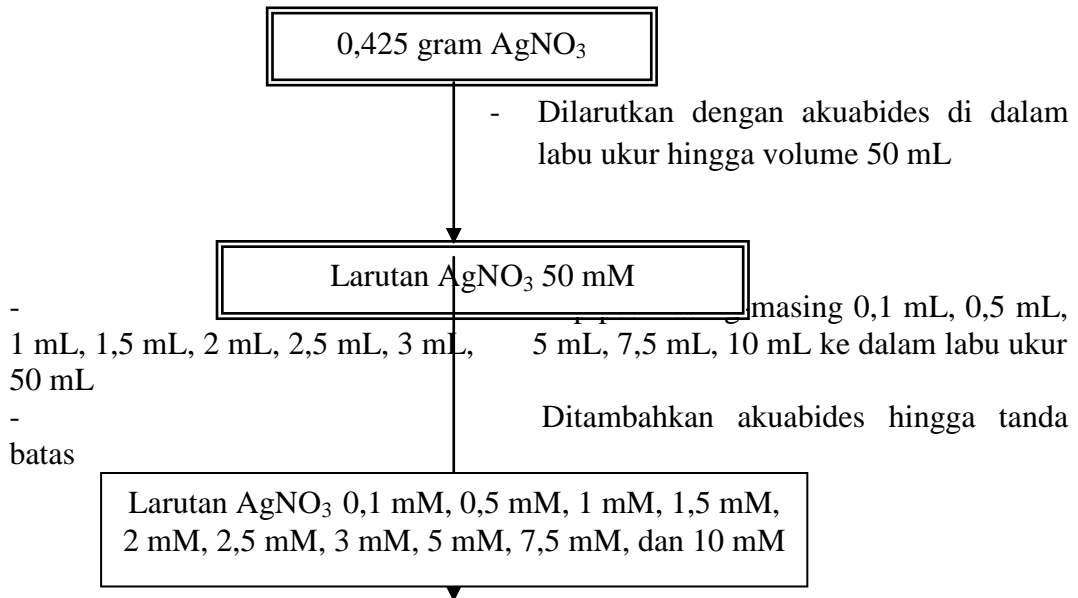 0,425 gram AgNO₃
- Dilarutkan dengan akuabides di dalam
labu ukur hingga volume 50 mL
Larutan AgNO₃ 50 mM
- masing 0,1 mL, 0,5 mL,
1 mL, 1,5 mL, 2 mL, 2,5 mL, 3 mL, 5 mL, 7,5 mL, 10 mL ke dalam labu ukur
50 mL
- Ditambahkan akuabides hingga tanda
batas
Larutan AgNO₃ 0,1 mM, 0,5 mM, 1 mM, 1,5 mM,
2 mM, 2,5 mM, 3 mM, 5 mM, 7,5 mM, dan 10 mM